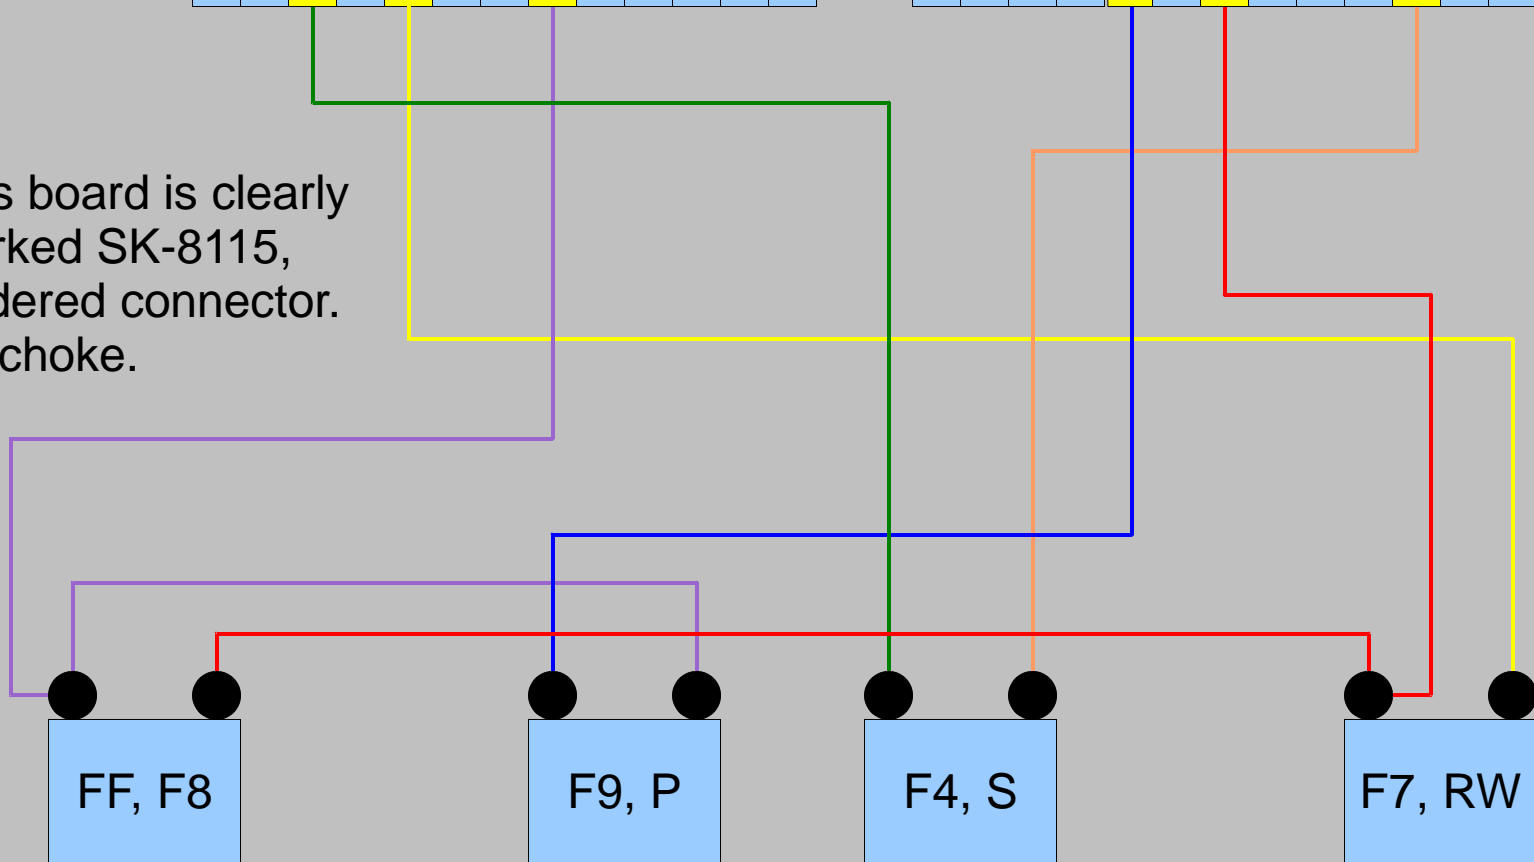 s board is clearly
rked SK-8115,
dered connector.
choke.
FF, F8
F9, P
F4, S
F7, RW